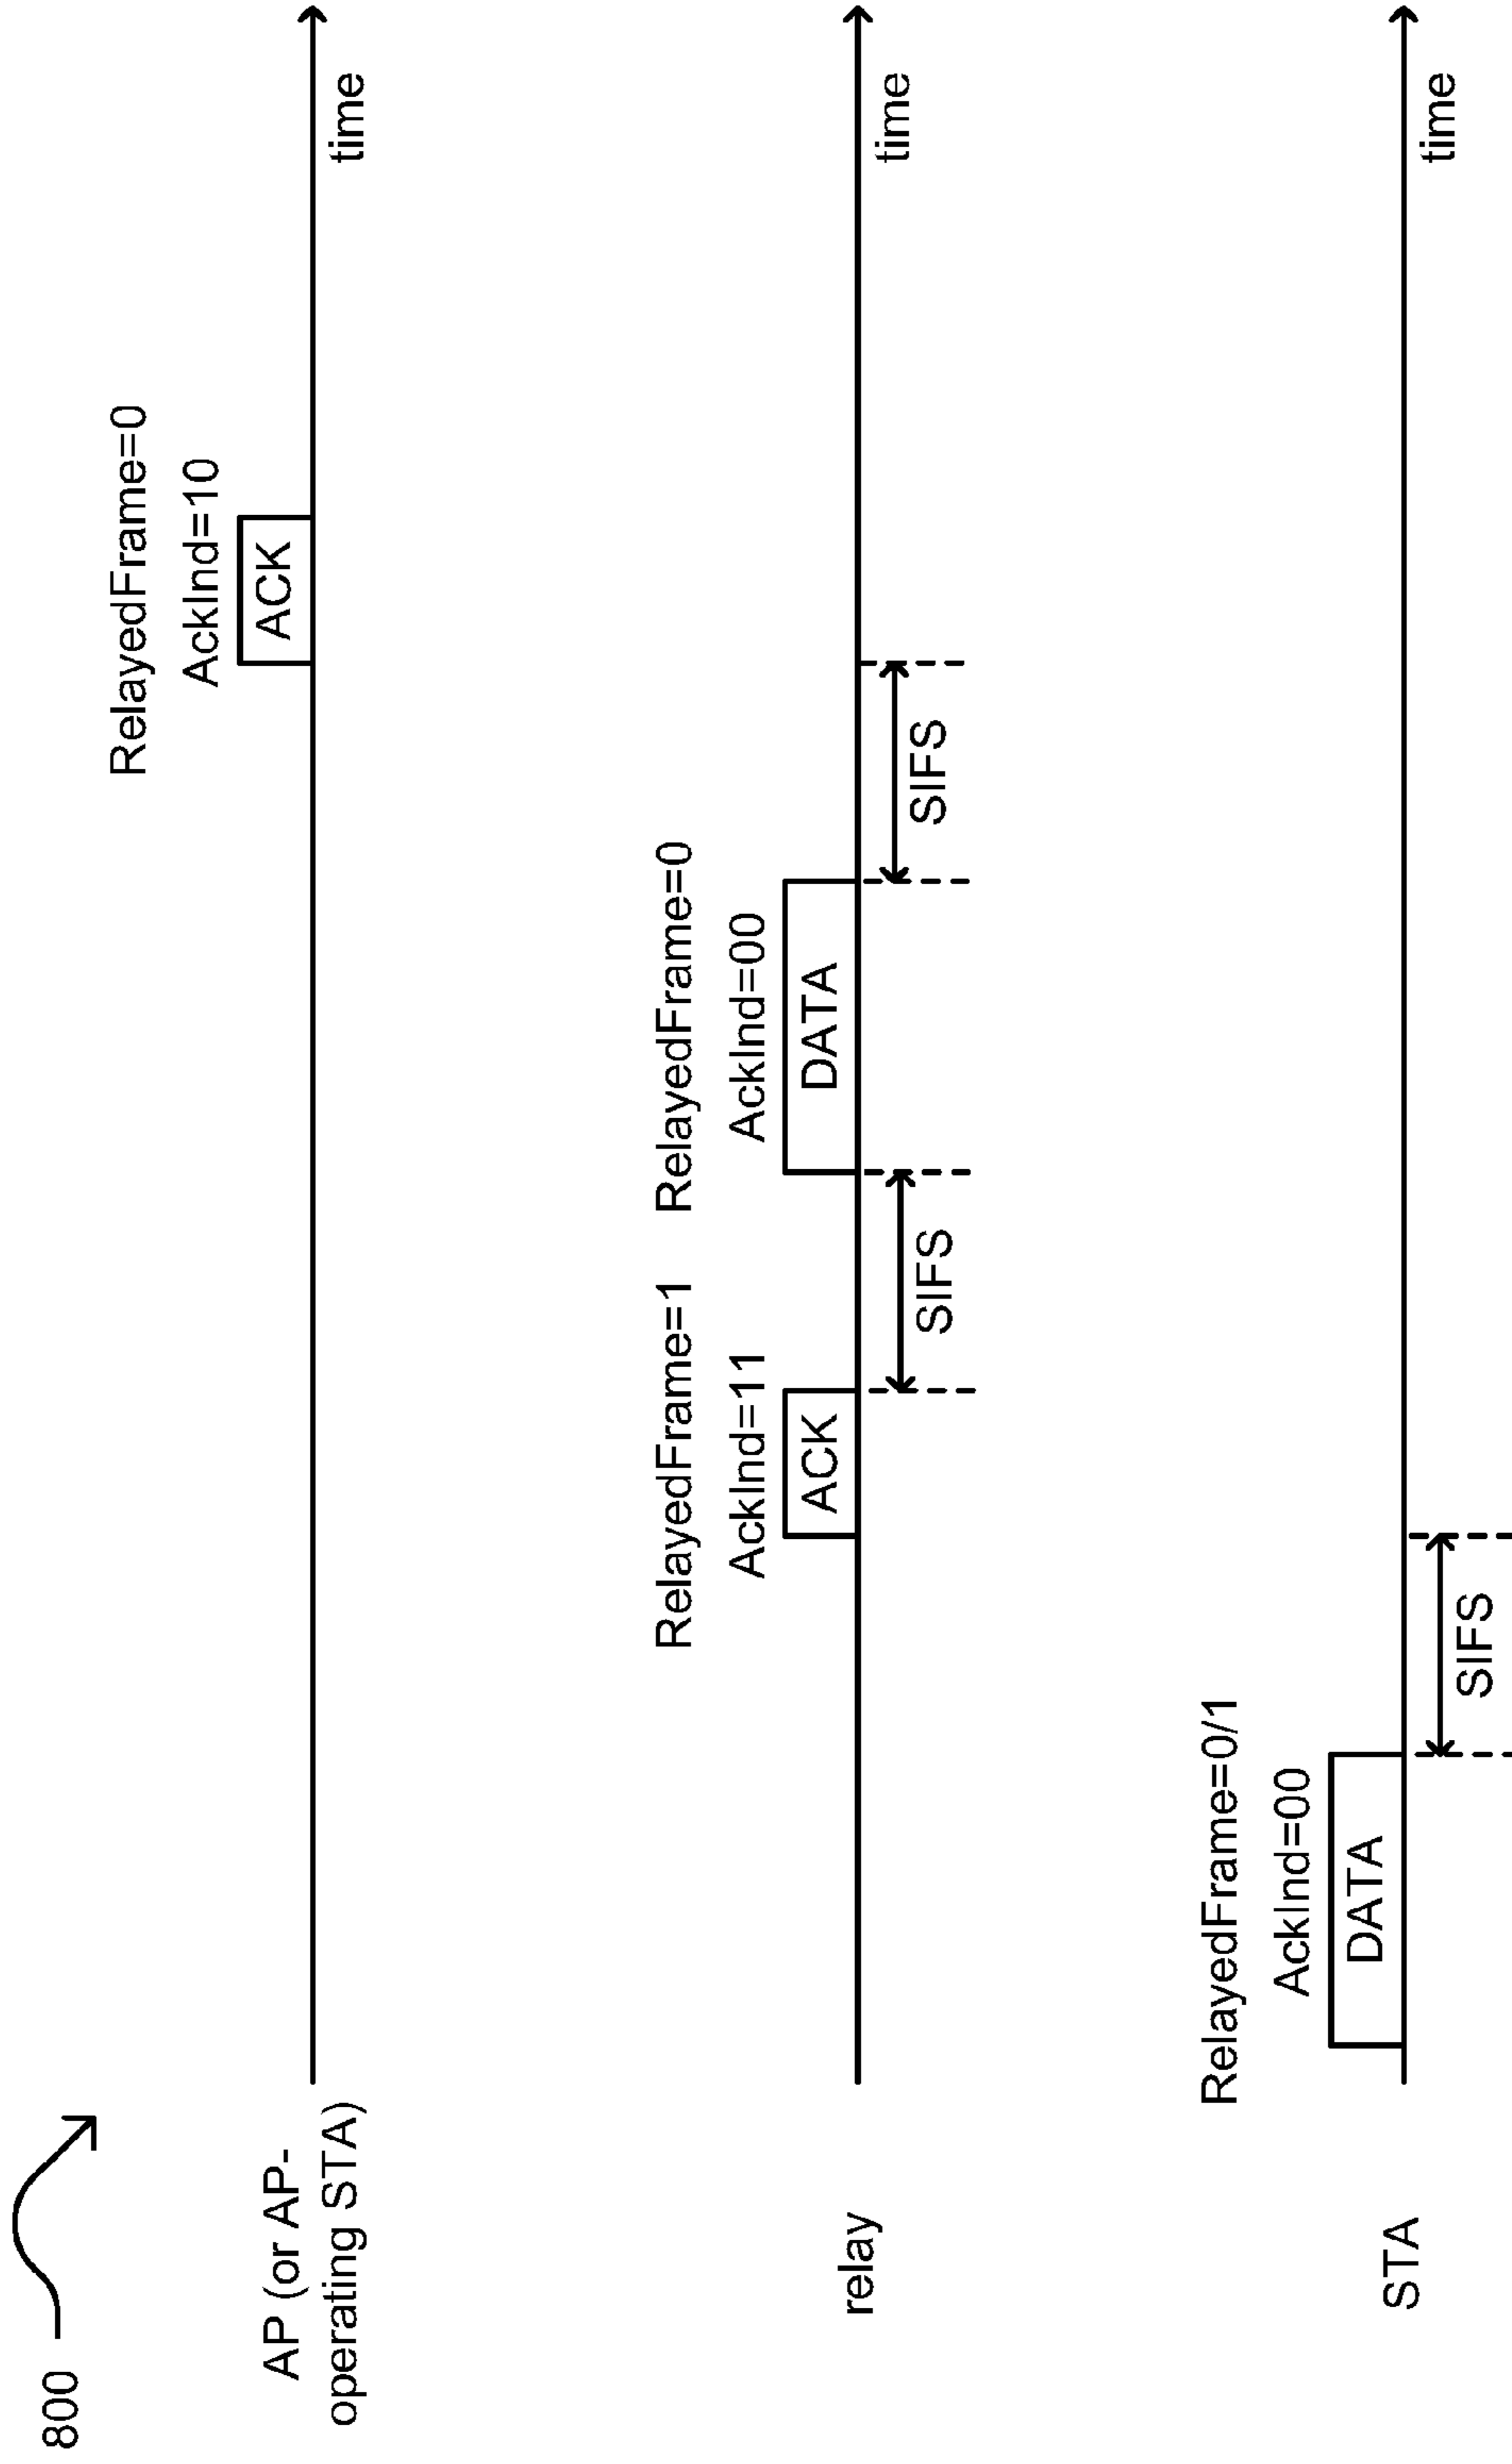 800
AP (or AP-
operating STA)
RelayedFrame=0
AckInd=10
ACK
time
relay
RelayedFrame=1
RelayedFrame=0
AckInd=11
AckInd=00
ACK
DATA
SIFS
SIFS
time
STA
RelayedFrame=0/1
AckInd=00
DATA
SIFS
time